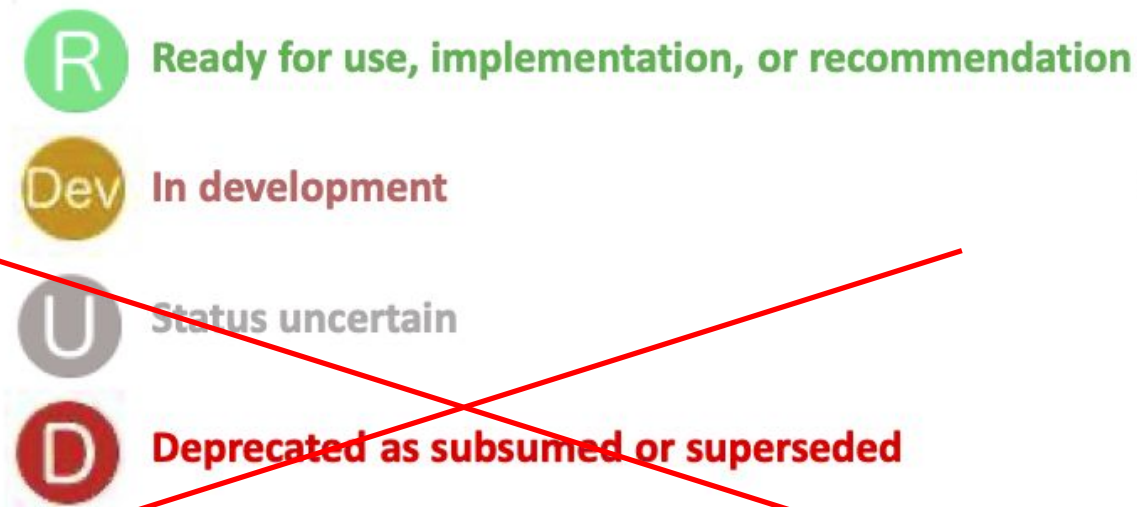 R Ready for use, implementation, or recommendation
Dev In development
U Status uncertain
D Deprecated as subsumed or superseded